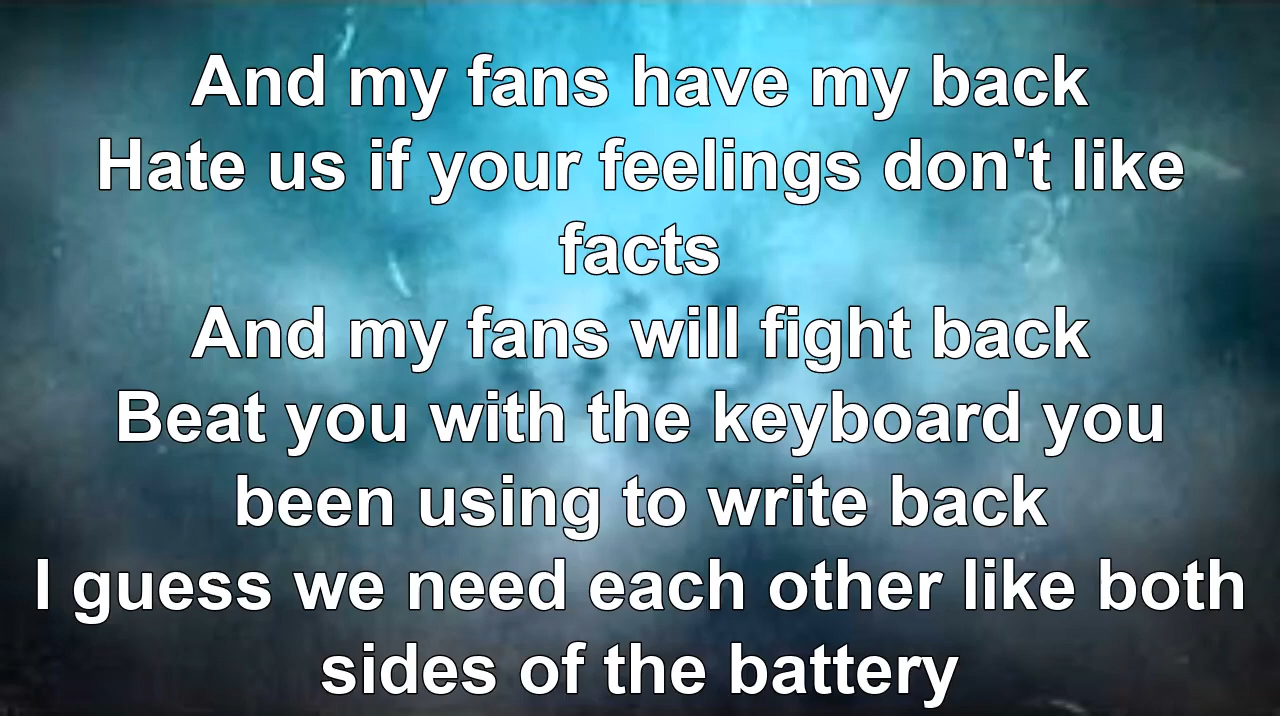 And my fans have my back
Hate us if your feelings don't like
facts
And my fans will fight back
Beat you with the keyboard you
been using to write back
I guess we need each other like both
sides of the battery